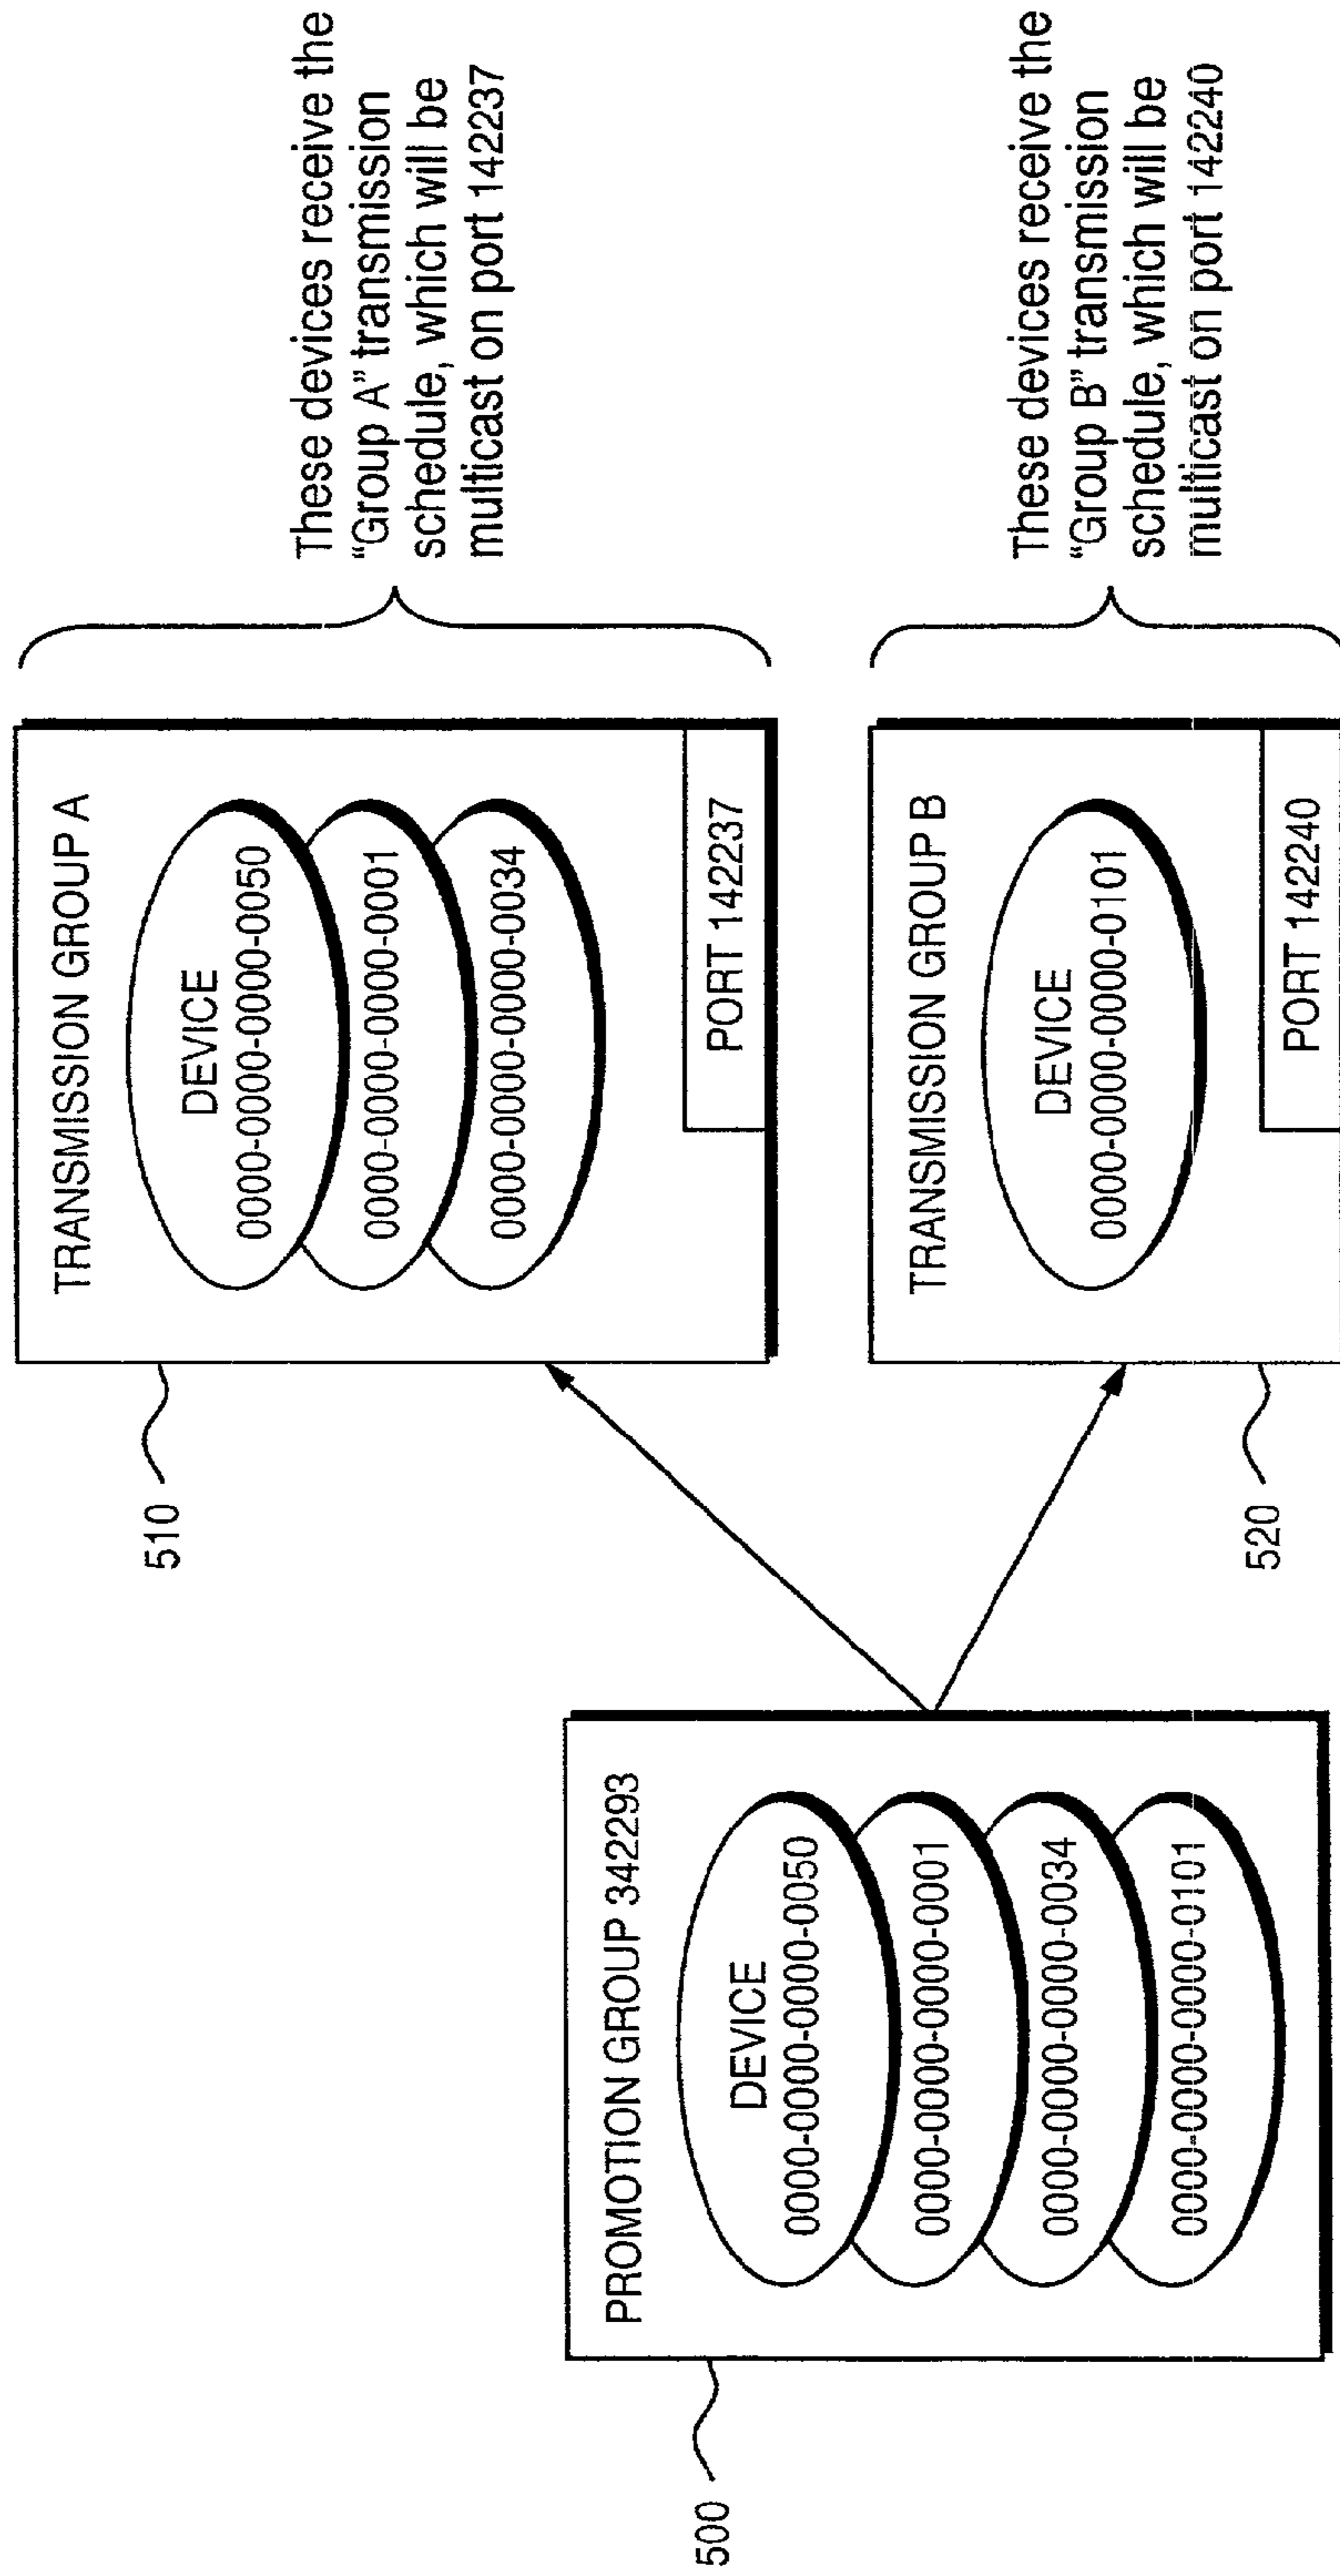 500
PROMOTION GROUP 342293
DEVICE
0000-0000-0000-0050
0000-0000-0000-0001
0000-0000-0000-0034
0000-0000-0000-0101
510
TRANSMISSION GROUP A
DEVICE
0000-0000-0000-0050
0000-0000-0000-0001
0000-0000-0000-0034
PORT 142237
These devices receive the
“Group A” transmission
schedule, which will be
multicast on port 142237
520
TRANSMISSION GROUP B
DEVICE
0000-0000-0000-0101
PORT 142240
These devices receive the
“Group B” transmission
schedule, which will be
multicast on port 142240